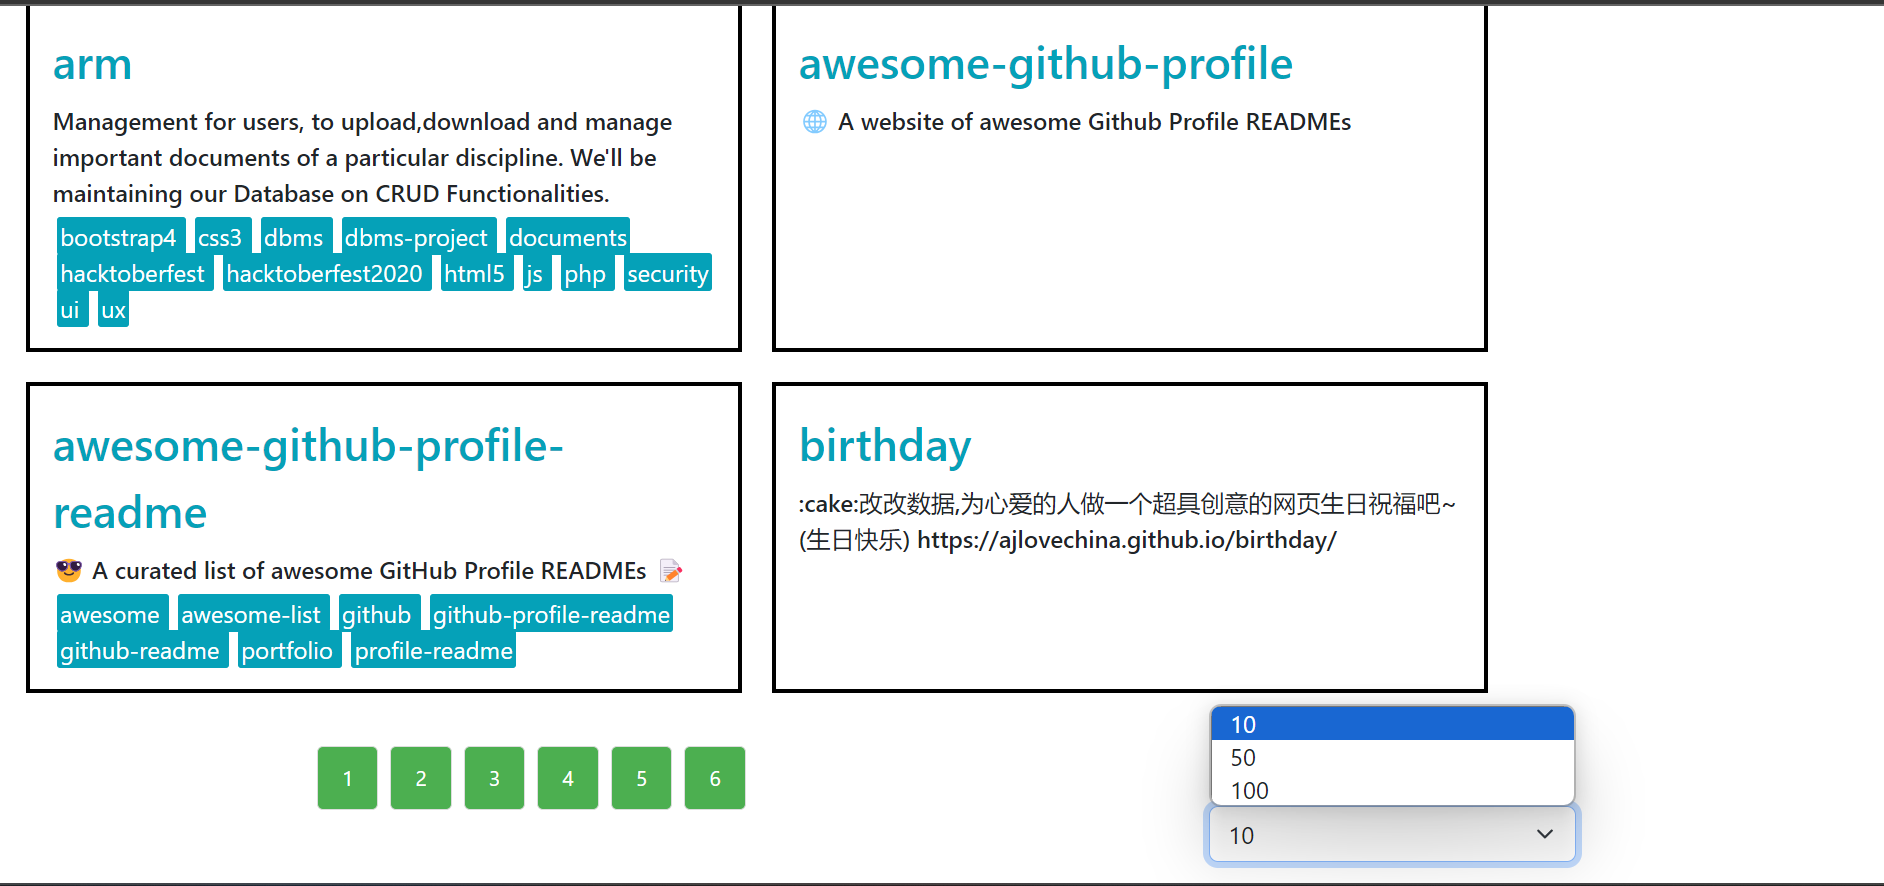 arm
Management for users, to upload,download and manage
important documents of a particular discipline. We'll be
maintaining our Database on CRUD Functionalities.
bootstrap4 css3 dbms dbms-project documents
hacktoberfest hacktoberfest2020 html5 js php security
ui ux
awesome-github-profile
🌐 A website of awesome Github Profile READMEs
awesome-github-profile-
readme
😎 A curated list of awesome GitHub Profile READMEs 📝
awesome awesome-list github github-profile-readme
github-readme portfolio profile-readme
birthday
:cake:改改数据,为心爱的人做一个超具创意的网页生日祝福吧~
(生日快乐) https://ajlovechina.github.io/birthday/
1 2 3 4 5 6
10
50
100
10